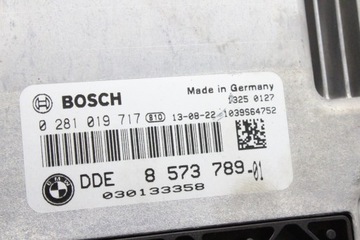 Made in Germany
BOSCH
1325 0127
0 281 019 717 810 13-08-22 1039S64752
DDE 8 573 789-01
030133358